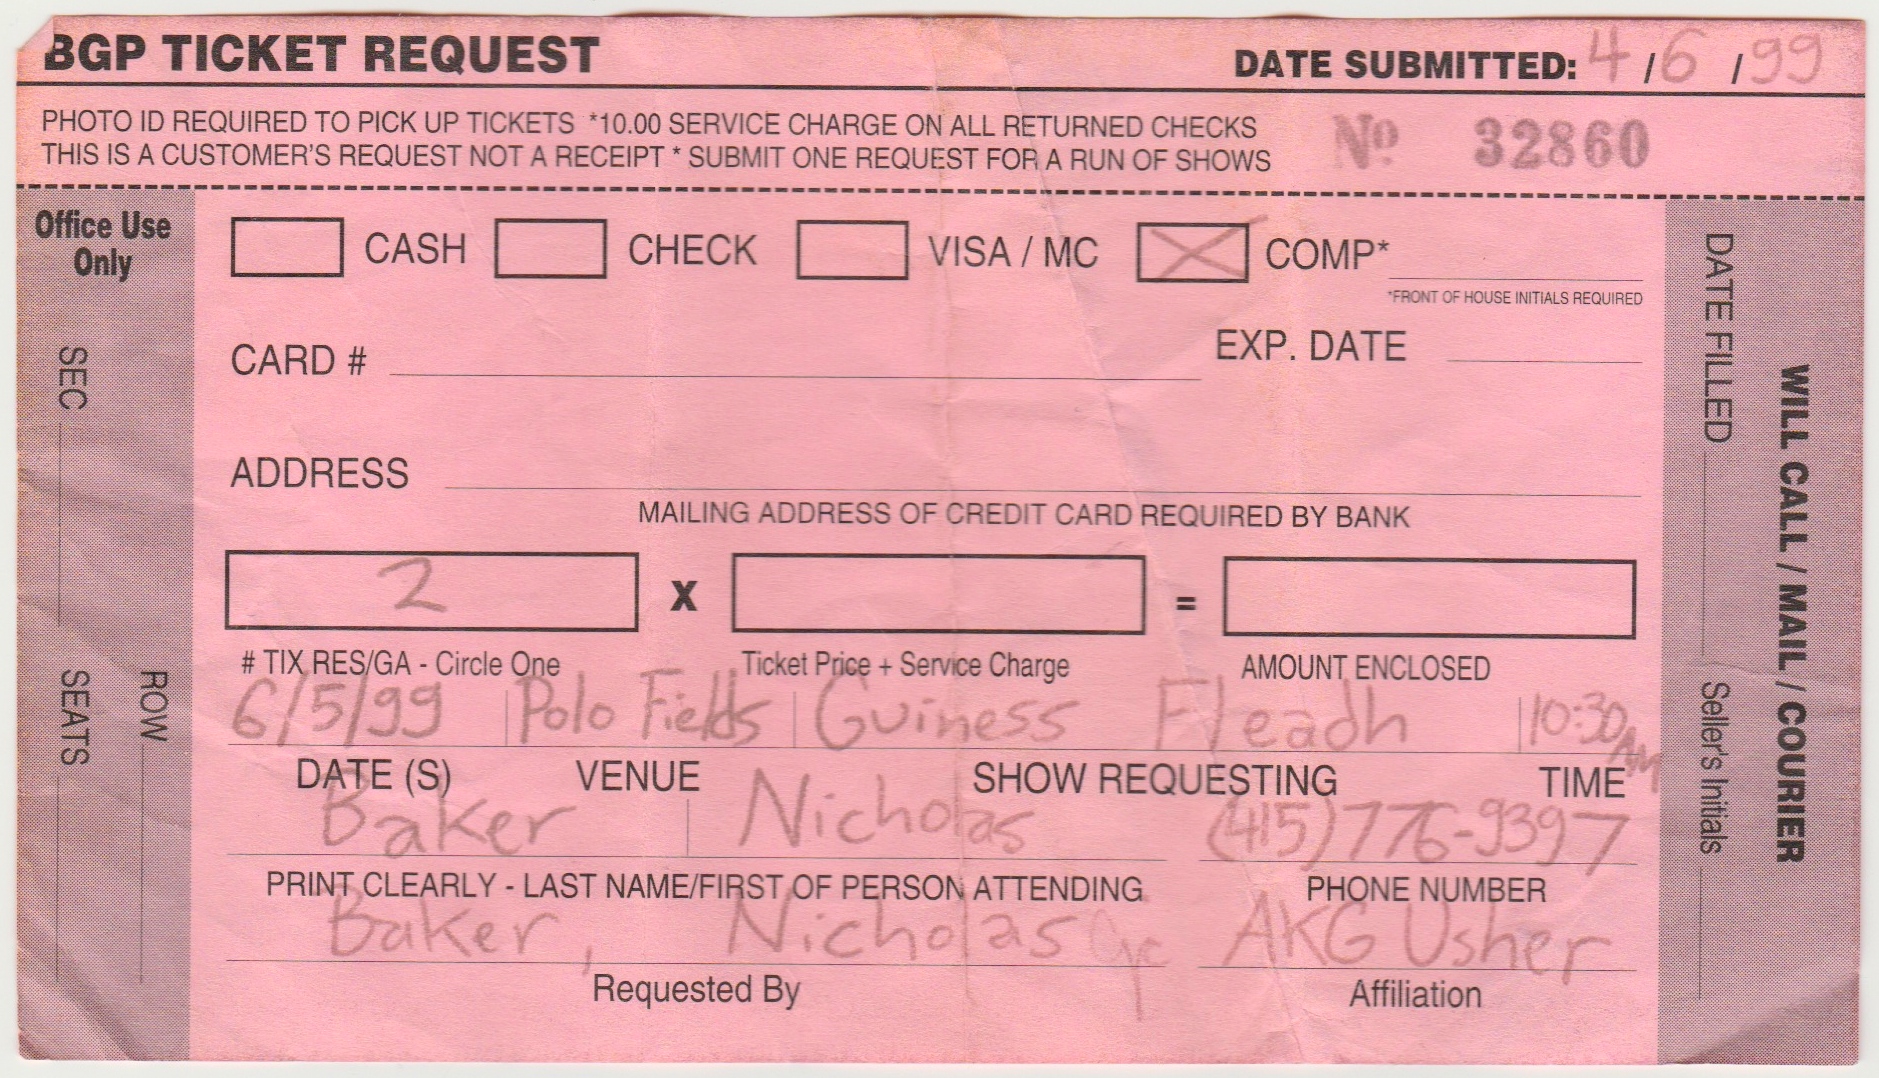 BGP TICKET REQUEST DATE SUBMITTED: 4/6/99
PHOTO ID REQUIRED TO PICK UP TICKETS *10.00 SERVICE CHARGE ON ALL RETURNED CHECKS
THIS IS A CUSTOMER'S REQUEST NOT A RECEIPT * SUBMIT ONE REQUEST FOR A RUN OF SHOWS
Nº 32860
Office Use
Only
SEC
SEATS
ROW
CASH CHECK VISA / MC COMP*
*FRONT OF HOUSE INITIALS REQUIRED
CARD # EXP. DATE
ADDRESS
MAILING ADDRESS OF CREDIT CARD REQUIRED BY BANK
2 X =
# TIX RES/GA - Circle One Ticket Price + Service Charge AMOUNT ENCLOSED
6/5/99 Polo Fields Guiness Fleadh 10:30 AM
DATE (S) VENUE SHOW REQUESTING TIME
Baker Nicholas (415)776-9397
PRINT CLEARLY - LAST NAME/FIRST OF PERSON ATTENDING PHONE NUMBER
Baker, Nicholas AKG Usher
Requested By Affiliation
DATE FILLED
Seller's Initials
WILL CALL / MAIL / COURIER